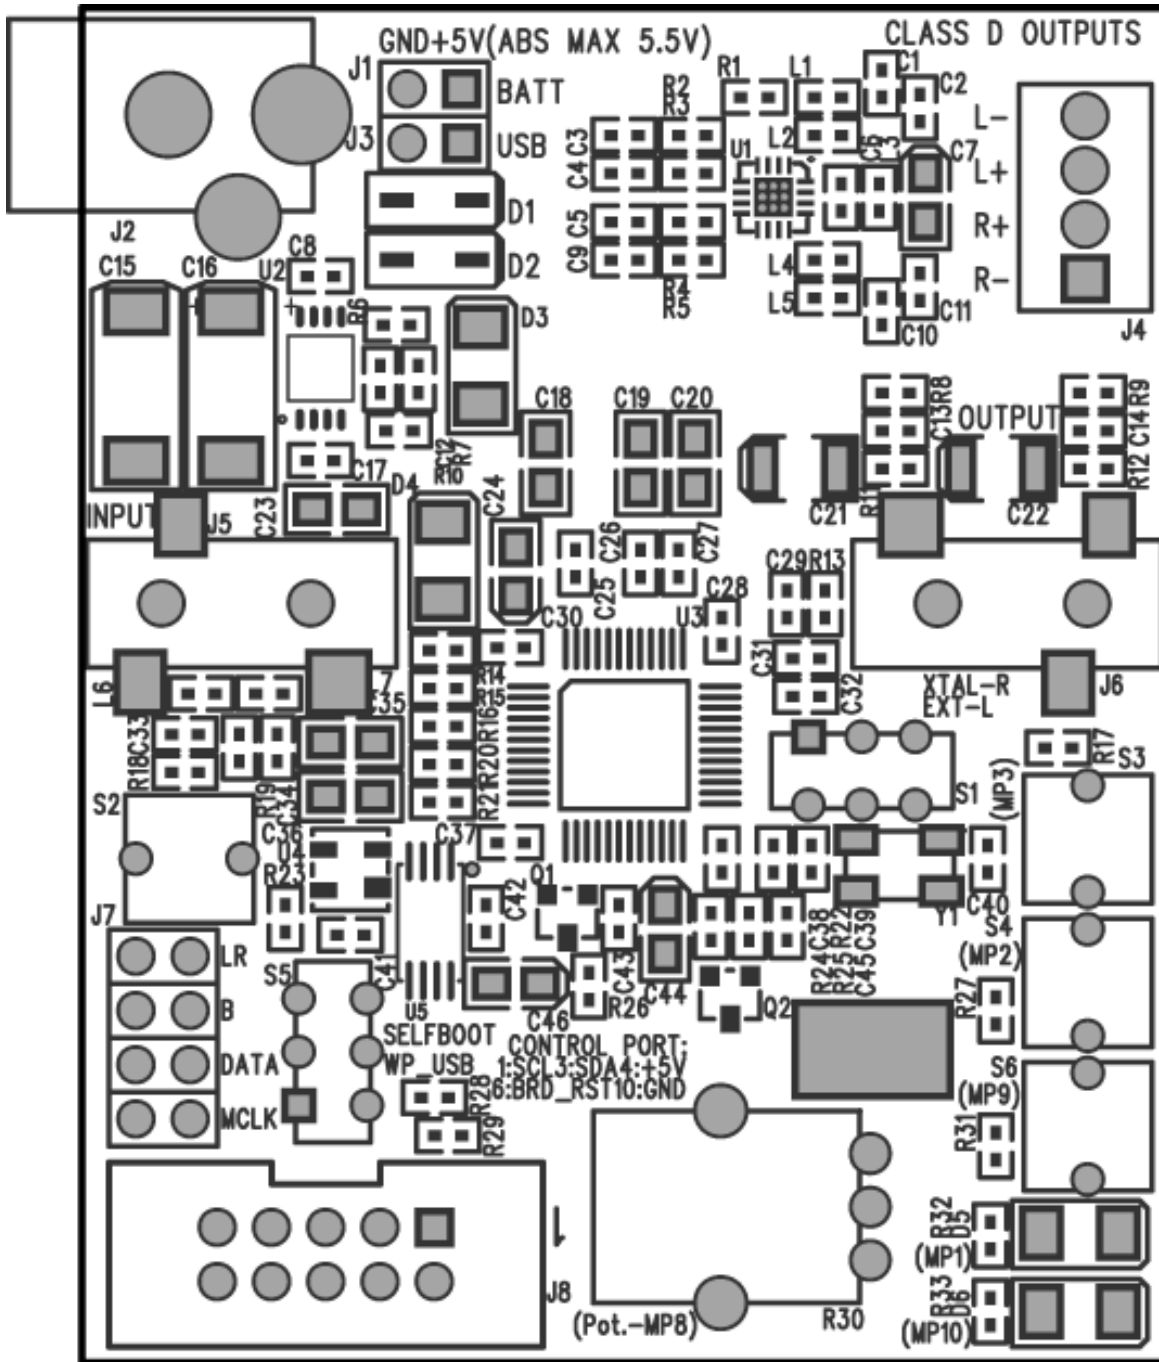 GND+5V(ABS MAX 5.5V)
CLASS D OUTPUTS
J1
BATT
J3
USB
R1
L1
C1
C2
R2
R3
L-
C3
L2
C6
L3
C7
U1
C4
L+
D1
J2
C5
R+
D2
C8
U2
C9
L4
C15
C16
R4
R5
L5
R-
R6
D3
C11
C10
J4
C18
C19
C20
R8
R9
C13
OUTPUT
C14
C12
R7
R10
C17
R11
R12
D4
C24
INPUT
J5
C23
C21
C22
C26
C27
C25
C29
R13
C28
U3
C30
C31
C32
R14
R15
XTAL-R
EXT-L
J6
L6
C35
C33
R16
R17
R18
R20
S3
(MP3)
S2
R19
C34
R21
S1
C36
U4
C37
R23
Q1
C42
C40
Y1
J7
S4
(MP2)
LR
S5
C41
C43
C44
R24
C38
R25
R22
C45
C39
R27
B
U5
C46
R26
Q2
SELFBOOT
WP_USB
CONTROL PORT:
1:SCL3:SDA4:+5V
6:BRD_RST10:GND
DATA
S6
(MP9)
R28
MCLK
R29
R31
1
R32
D5
(MP1)
J8
R33
D6
(MP10)
(Pot.-MP8)
R30